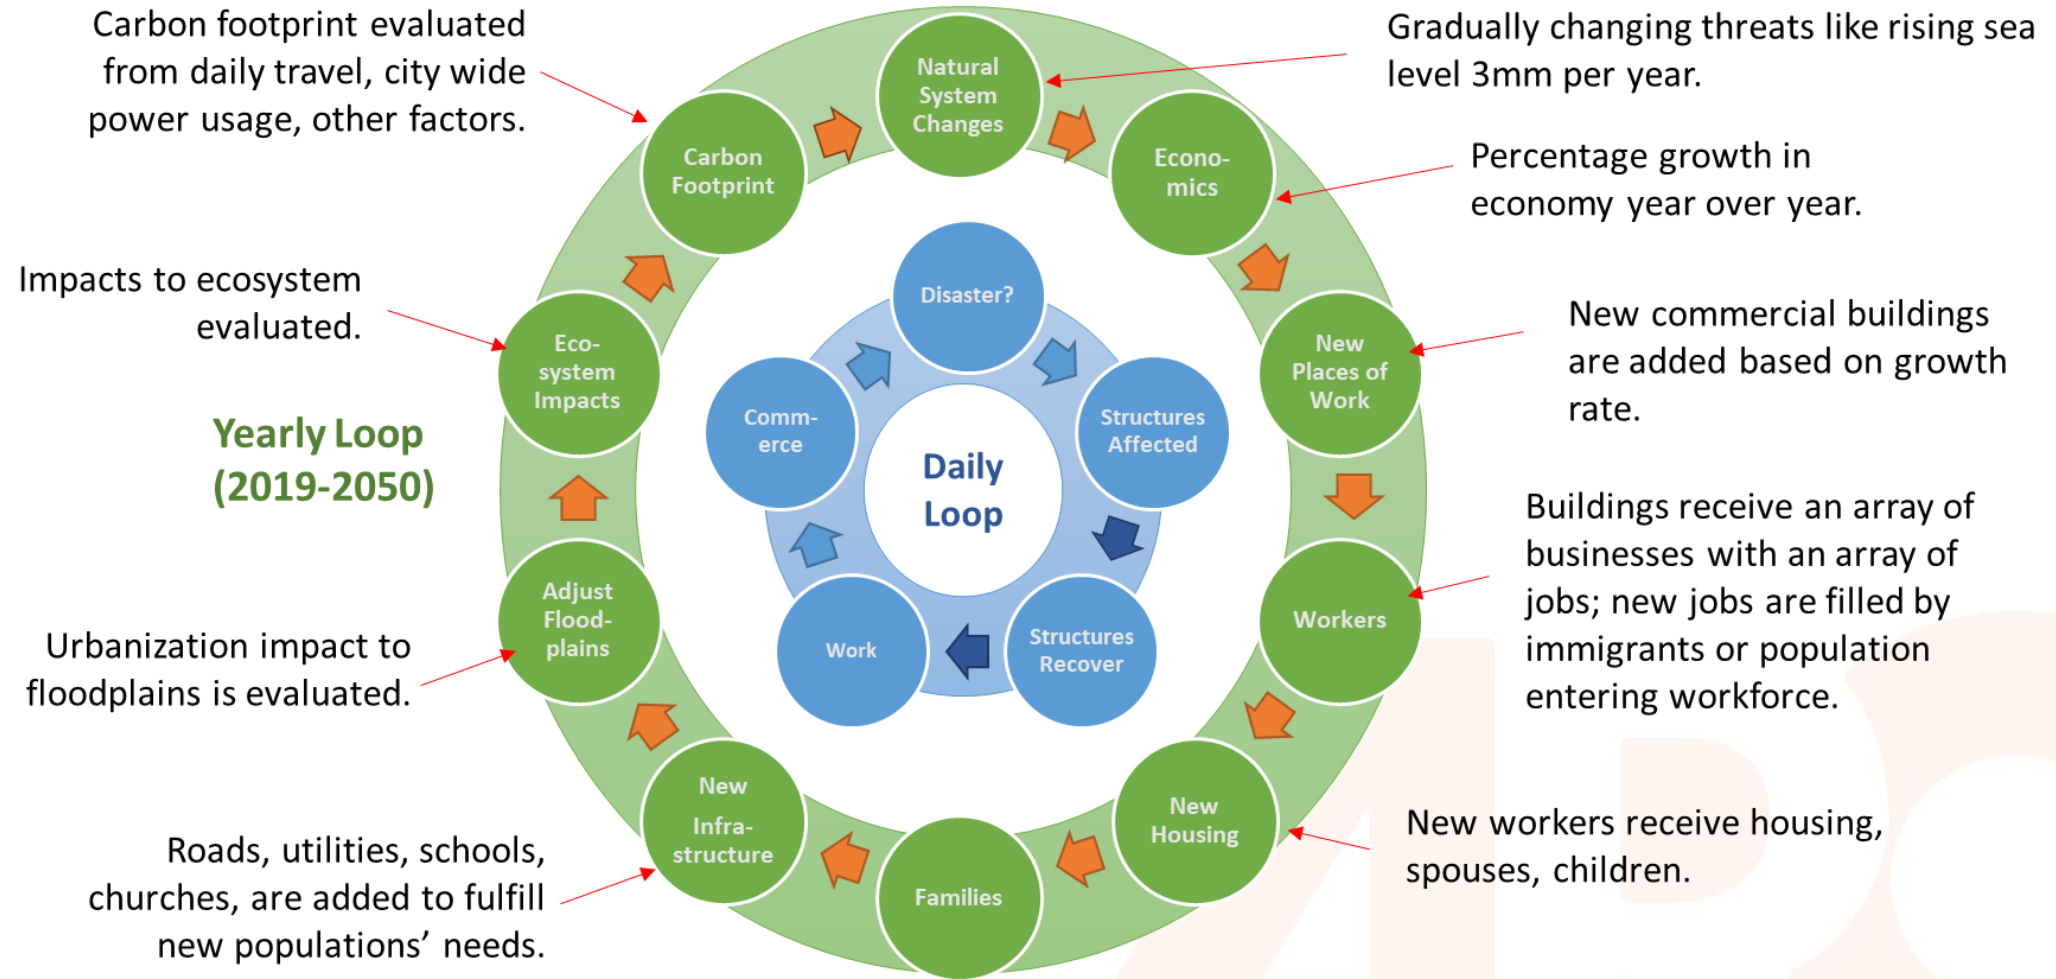 Carbon footprint evaluated
from daily travel, city wide
power usage, other factors.
Natural
System
Changes
Gradually changing threats like rising sea
level 3mm per year.
Carbon
Footprint
Econo-
mics
Percentage growth in
economy year over year.
Impacts to ecosystem
evaluated.
Disaster?
Eco-
system
Impacts
New
Places of
Work
New commercial buildings
are added based on growth
rate.
Comm-
erce
Structures
Affected
Yearly Loop
(2019-2050)
Daily
Loop
Buildings receive an array of
businesses with an array of
jobs; new jobs are filled by
immigrants or population
entering workforce.
Adjust
Flood-
plains
Workers
Work
Structures
Recover
Urbanization impact to
floodplains is evaluated.
New
Infra-
structure
New
Housing
New workers receive housing,
spouses, children.
Families
Roads, utilities, schools,
churches, are added to fulfill
new populations’ needs.